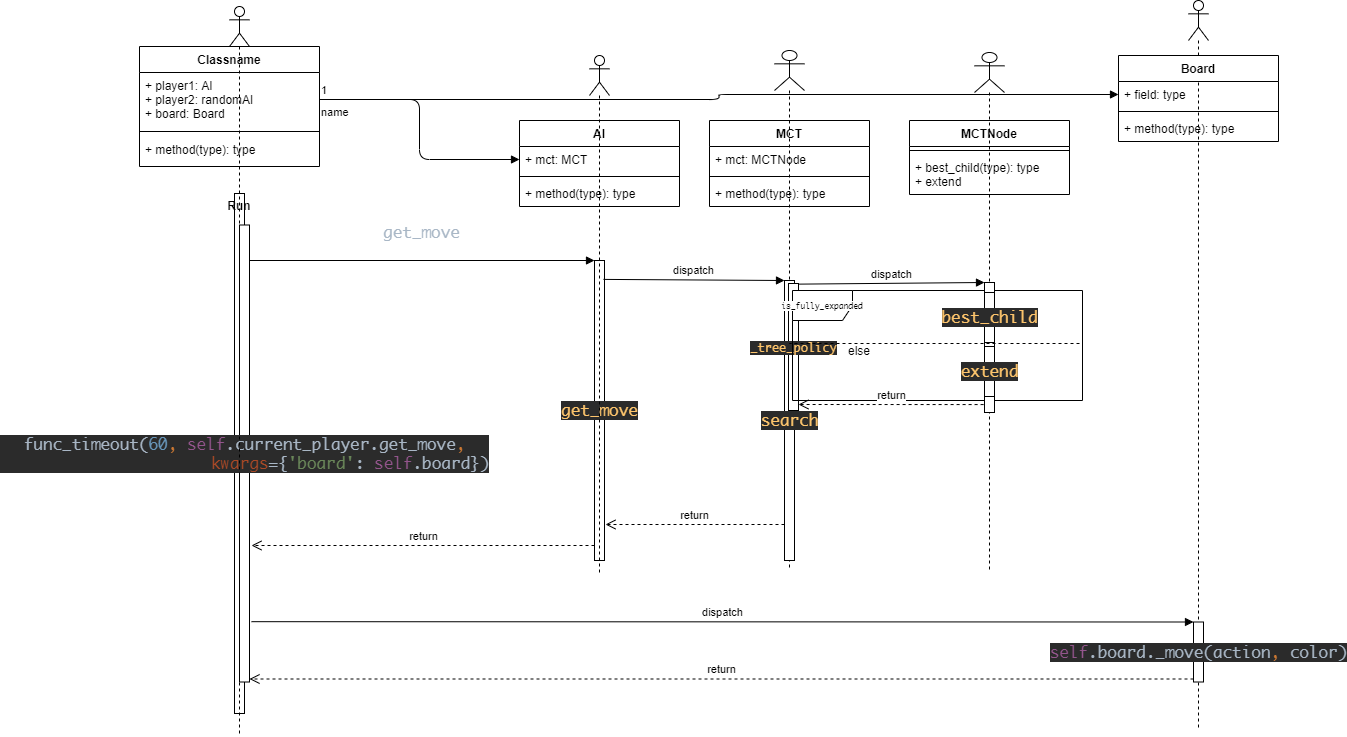 Classname
+ player1: AI
+ player2: randomAI
+ board: Board
+ method(type): type
1
name
AI
+ mct: MCT
+ method(type): type
MCT
+ mct: MCTNode
+ method(type): type
MCTNode
+ best_child(type): type
+ extend
Board
+ field: type
+ method(type): type
Run
get_move
dispatch
dispatch
is_fully_expanded
best_child
_tree_policy
else
extend
return
get_move
search
func_timeout(60, self.current_player.get_move,
kwargs={'board': self.board})
return
return
dispatch
self.board._move(action, color)
return